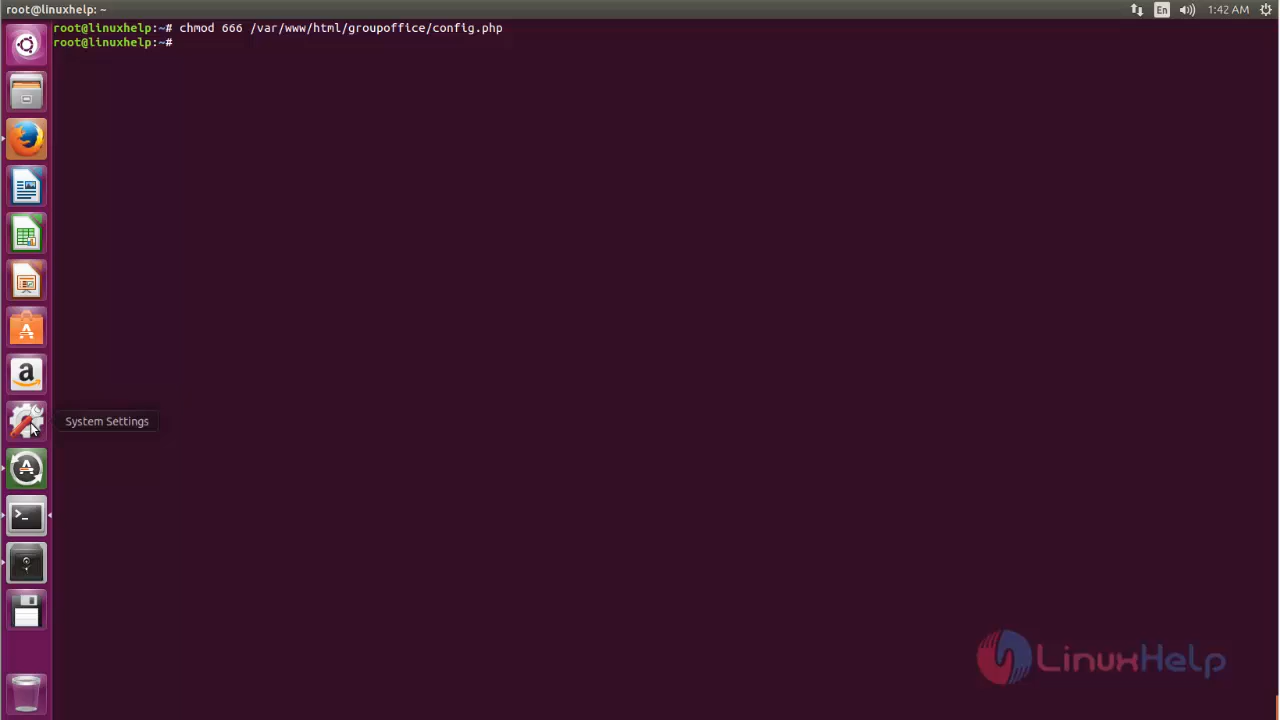 root@linuxhelp: ~
En
1:42 AM
root@linuxhelp:~# chmod 666 /var/www/html/groupoffice/config.php
root@linuxhelp:~#
System Settings
LinuxHelp